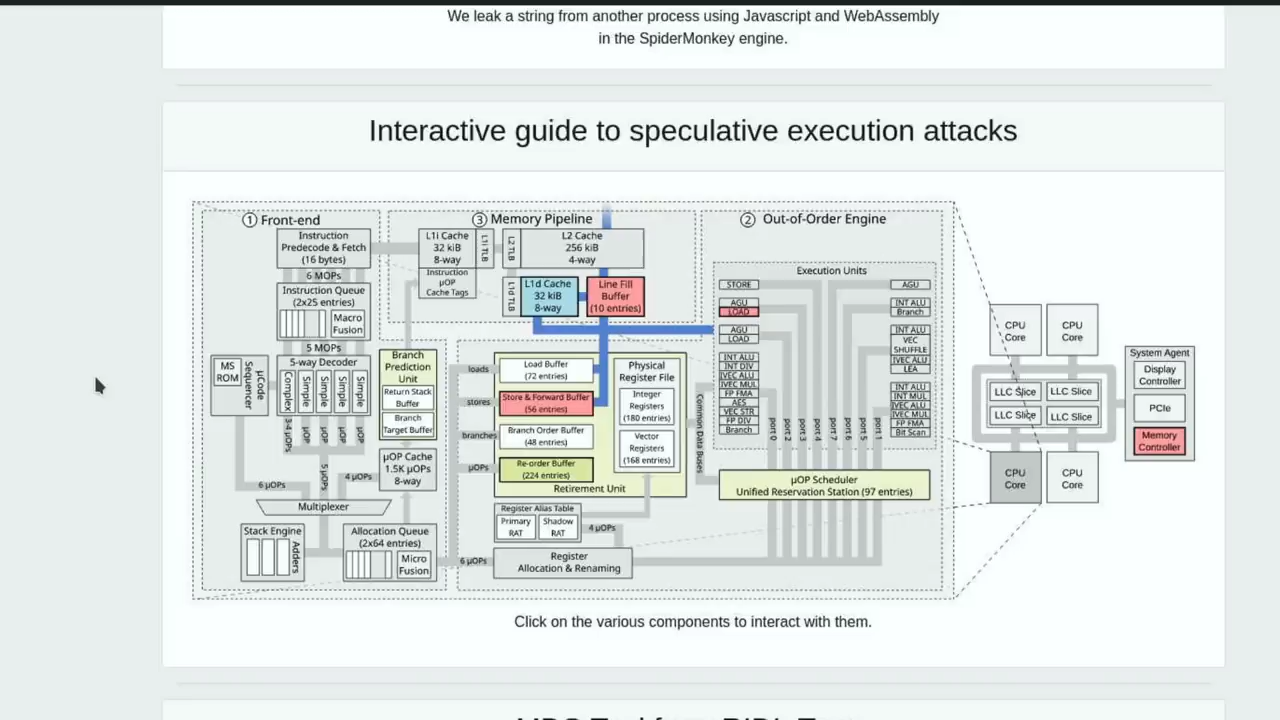 We leak a string from another process using Javascript and WebAssembly
in the SpiderMonkey engine.
Interactive guide to speculative execution attacks
① Front-end
Instruction
Predecode & Fetch
(16 bytes)
6 MOPs
Instruction Queue
(2x25 entries)
Macro
Fusion
5 MOPs
MS
ROM
μCode
Sequencer
5-way Decoder
Complex
Simple
Simple
Simple
Simple
3-4 μOPs
μOP
μOP
μOP
μOP
6 μOPs
5 μOPs
4 μOPs
Multiplexer
Stack Engine
Adders
Allocation Queue
(2x64 entries)
Micro
Fusion
Branch
Prediction
Unit
Return Stack
Buffer
Branch
Target Buffer
μOP Cache
1.5K μOPs
8-way
③ Memory Pipeline
L1i Cache
32 kiB
8-way
L1i TLB
Instruction
μOP
Cache Tags
L2 TLB
L2 Cache
256 kiB
4-way
L1d TLB
L1d Cache
32 kiB
8-way
Line Fill
Buffer
(10 entries)
loads
stores
branches
μOPs
Load Buffer
(72 entries)
Store & Forward Buffer
(56 entries)
Branch Order Buffer
(48 entries)
Re-order Buffer
(224 entries)
Physical
Register File
Integer
Registers
(180 entries)
Vector
Registers
(168 entries)
Retirement Unit
Register Alias Table
Primary
RAT
Shadow
RAT
4 μOPs
6 μOPs
Register
Allocation & Renaming
② Out-of-Order Engine
Execution Units
STORE
AGU
LOAD
AGU
LOAD
INT ALU
INT DIV
IVEC ALU
IVEC MUL
FP FMA
AES
VEC STR
FP DIV
Branch
AGU
INT ALU
Branch
INT ALU
VEC
SHUFFLE
IVEC ALU
LEA
INT ALU
INT MUL
IVEC ALU
IVEC MUL
FP FMA
Bit Scan
Common Data Buses
port 0
port 2
port 3
port 4
port 7
port 6
port 5
port 1
μOP Scheduler
Unified Reservation Station (97 entries)
CPU
Core
CPU
Core
LLC Slice
LLC Slice
LLC Slice
LLC Slice
CPU
Core
CPU
Core
System Agent
Display
Controller
PCIe
Memory
Controller
Click on the various components to interact with them.